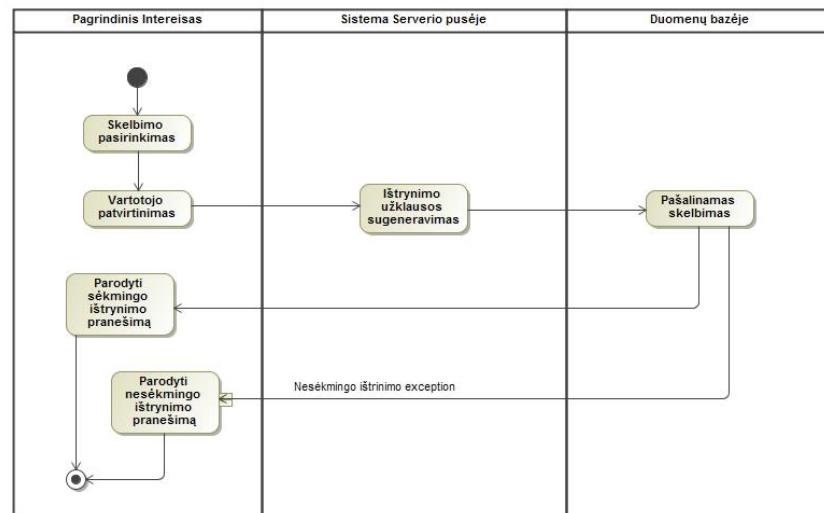 Pagrindinis Intereisas
Sistema Serverio pusėje
Duomenų bazėje
Skelbimo
pasirinkimas
Vartotojo
patvirtinimas
Ištrynimo
užklausos
sugeneravimas
Pašalinamas
skelbimas
Parodyti
sėkmingo
ištrynimo
pranešimą
Parodyti
nesėkmingo
ištrynimo
pranešimą
Nesėkmingo ištrinimo exception